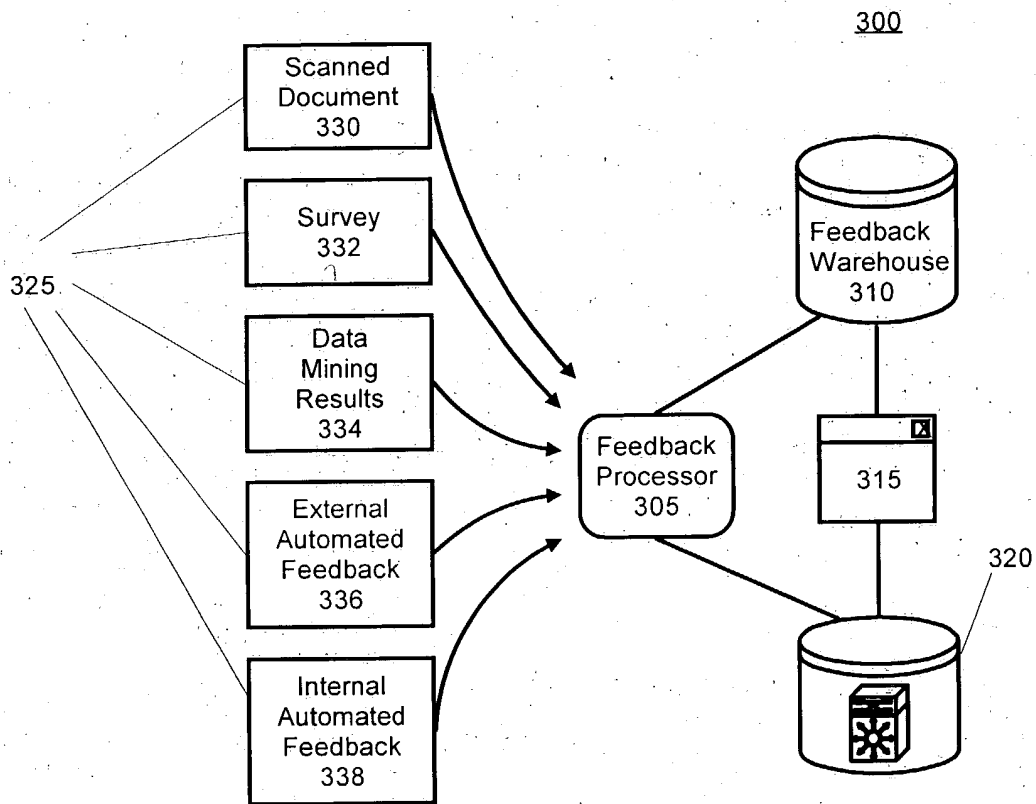 300
Scanned
Document
330
Survey
332
325
Data
Mining
Results
334
External
Automated
Feedback
336
Internal
Automated
Feedback
338
Feedback
Processor
305
Feedback
Warehouse
310
315
320